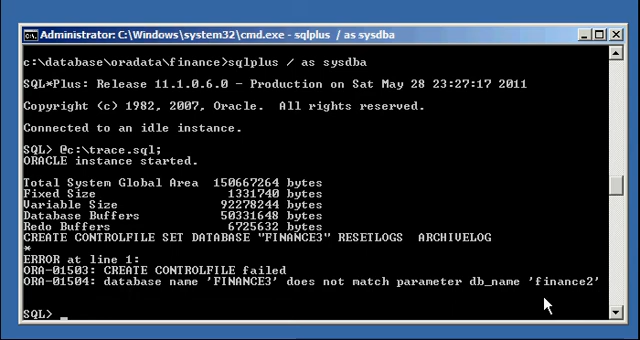 Administrator: C:\Windows\system32\cmd.exe - sqlplus / as sysdba
c:\database\oradata\finance>sqlplus / as sysdba
SQL*Plus: Release 11.1.0.6.0 - Production on Sat May 28 23:27:17 2011
Copyright (c) 1982, 2007, Oracle.  All rights reserved.
Connected to an idle instance.
SQL> @c:\trace.sql;
ORACLE instance started.
Total System Global Area  150667264 bytes
Fixed Size                  1331740 bytes
Variable Size              92278244 bytes
Database Buffers           50331648 bytes
Redo Buffers                6725632 bytes
CREATE CONTROLFILE SET DATABASE "FINANCE3" RESETLOGS  ARCHIVELOG
*
ERROR at line 1:
ORA-01503: CREATE CONTROLFILE failed
ORA-01504: database name 'FINANCE3' does not match parameter db_name 'finance2'
SQL> _